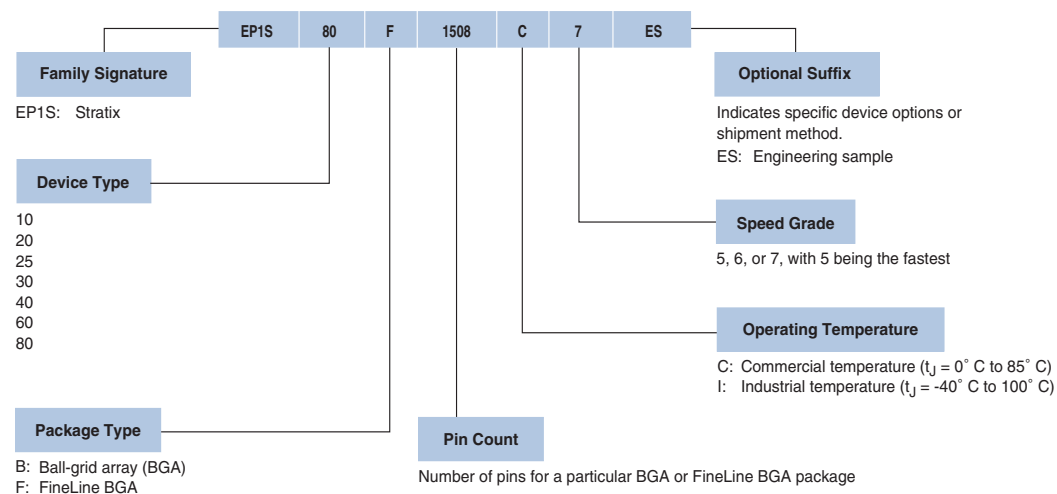 EP1S 80 F 1508 C 7 ES
Family Signature
EP1S: Stratix
Device Type
10
20
25
30
40
60
80
Package Type
B: Ball-grid array (BGA)
F: FineLine BGA
Pin Count
Number of pins for a particular BGA or FineLine BGA package
Optional Suffix
Indicates specific device options or
shipment method.
ES: Engineering sample
Speed Grade
5, 6, or 7, with 5 being the fastest
Operating Temperature
C: Commercial temperature (tJ = 0˚ C to 85˚ C)
I: Industrial temperature (tJ = -40˚ C to 100˚ C)